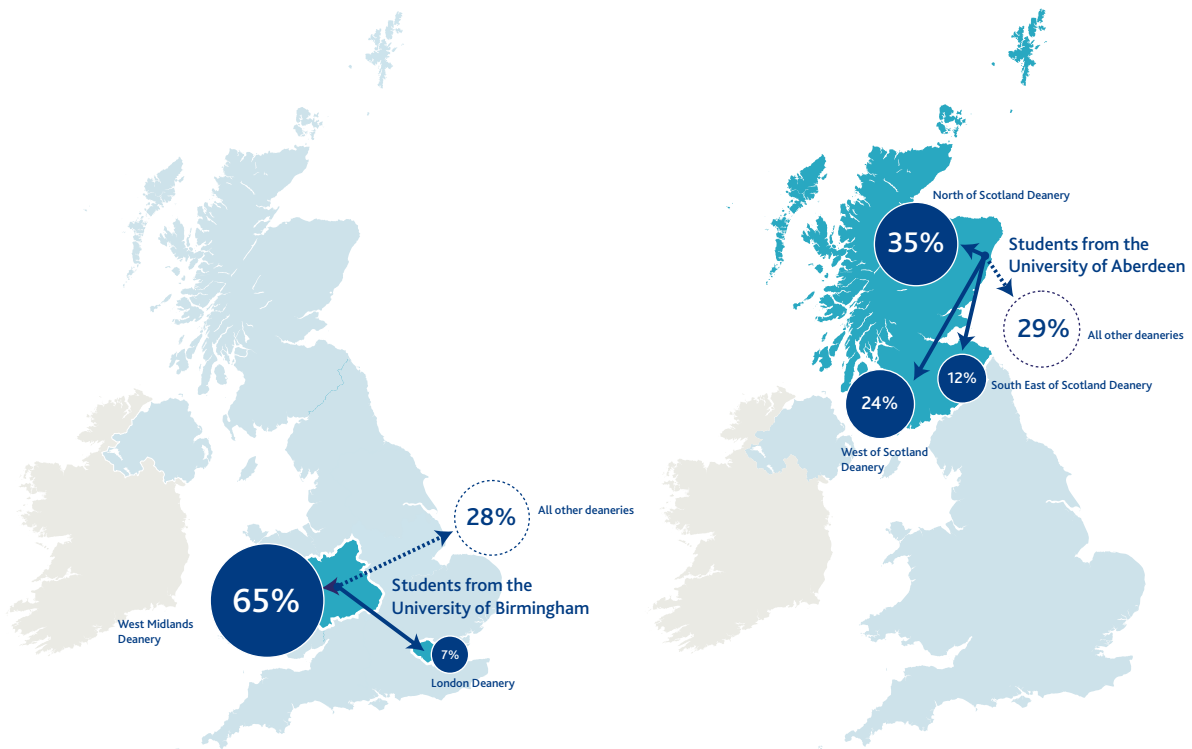 28%
All other deaneries
Students from the
University of Birmingham
65%
West Midlands
Deanery
7%
London Deanery
North of Scotland Deanery
35%
Students from the
University of Aberdeen
29%
All other deaneries
12%
South East of Scotland Deanery
24%
West of Scotland
Deanery